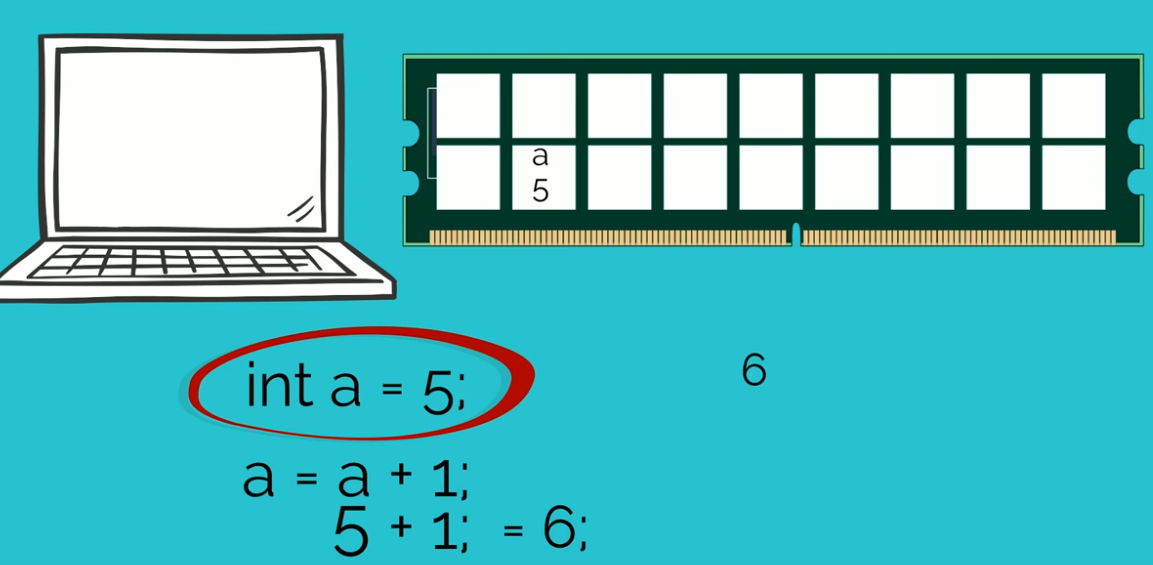 a
5
int a = 5;
6
a = a + 1;
5 + 1; = 6;